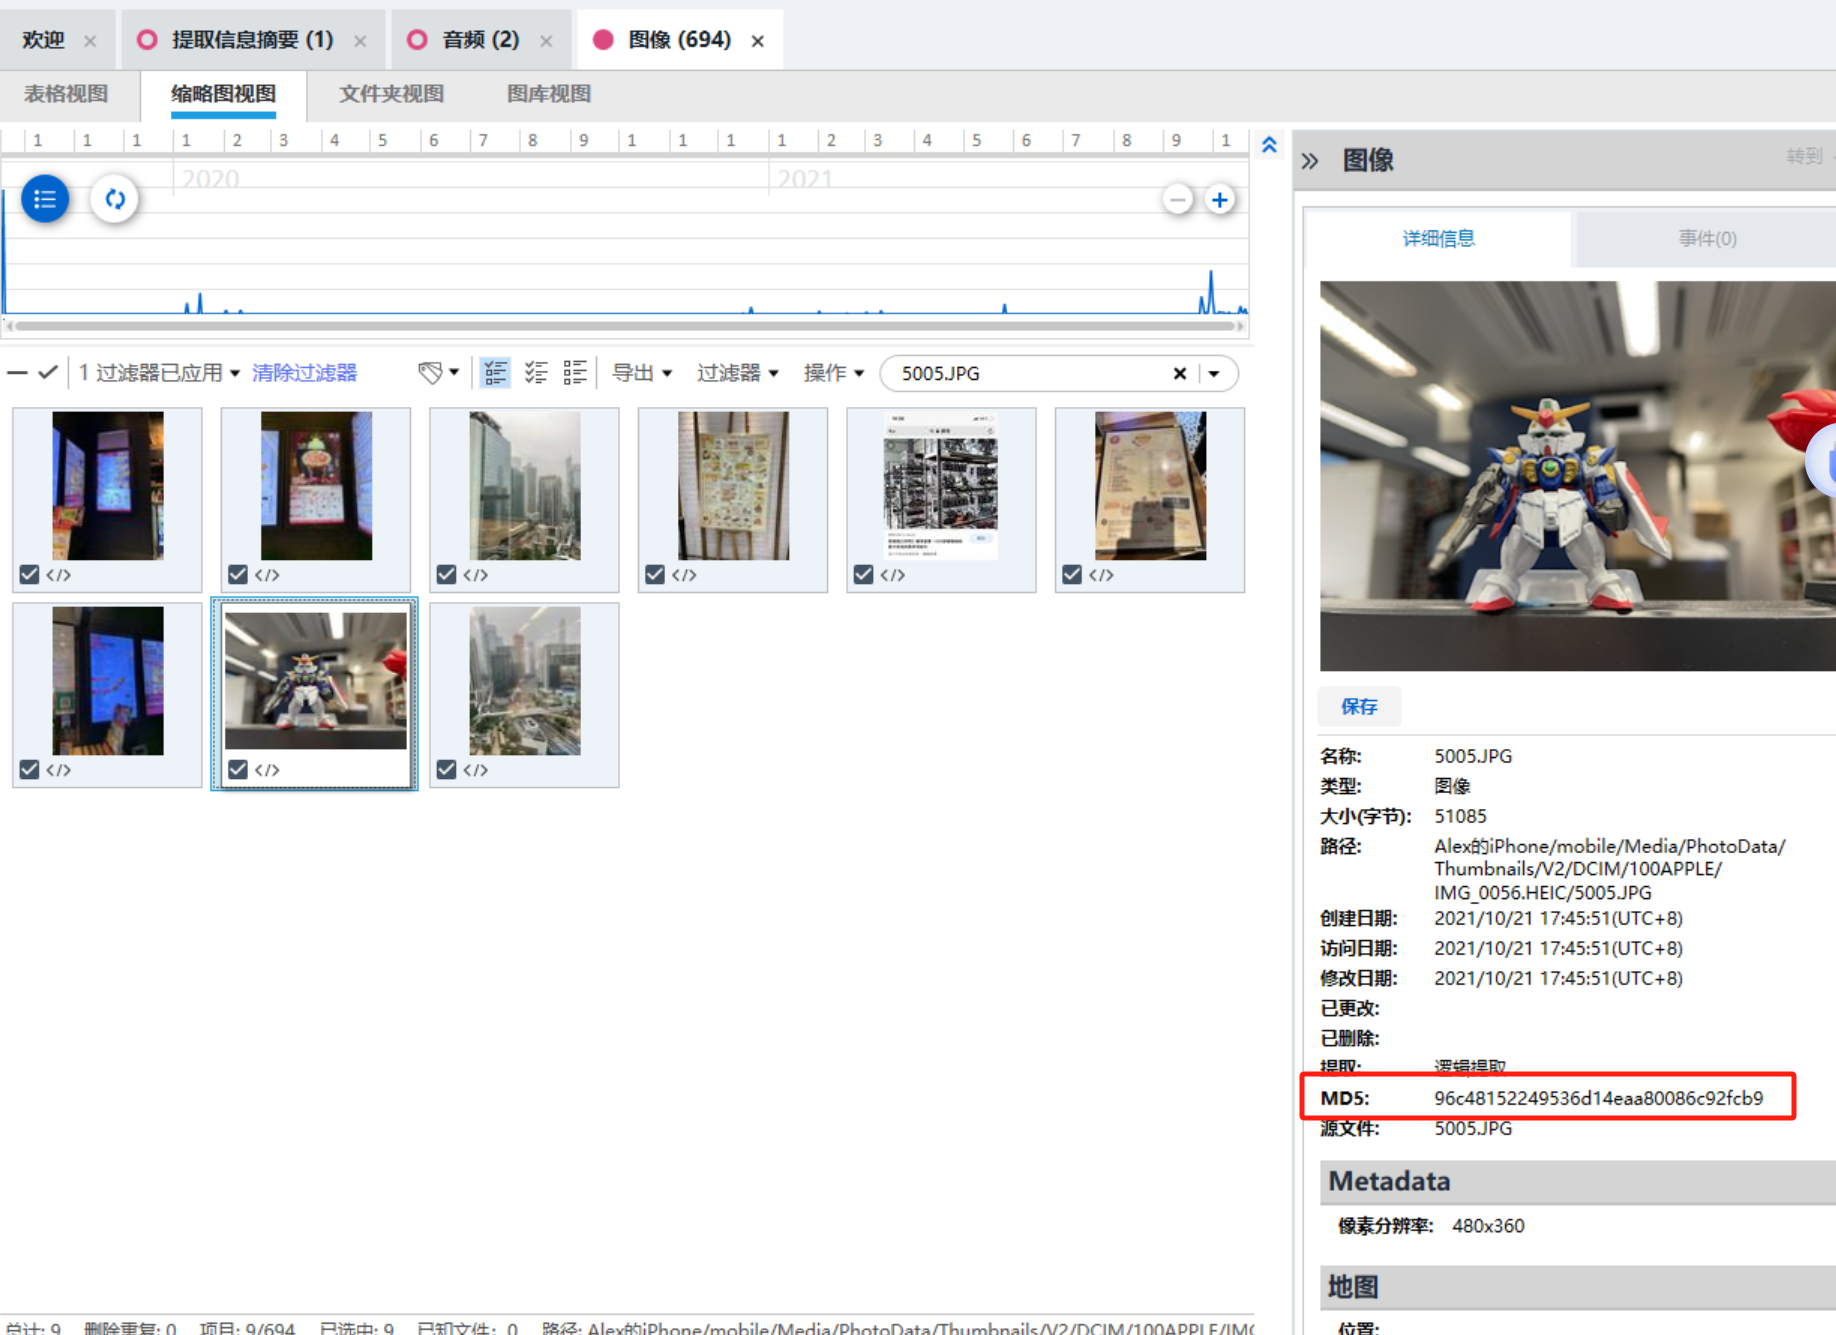 欢迎 × 提取信息摘要 (1) × 音频 (2) × 图像 (694) ×
表格视图 缩略图视图 文件夹视图 图库视图
1 1 1 1 2 3 4 5 6 7 8 9 1 1 1 1 2 3 4 5 6 7 8 9 1
2020 2021
1 过滤器已应用 清除过滤器 导出 过滤器 操作 5005.JPG
</>
</>
</>
</>
</>
</>
</>
</>
</>
总计: 9 删除重复: 0 项目: 9/694 已选中: 9 已知文件: 0 路径: Alex的iPhone/mobile/Media/PhotoData/Thumbnails/V2/DCIM/100APPLE/IMG
图像 转到
详细信息 事件(0)
保存
名称: 5005.JPG
类型: 图像
大小(字节): 51085
路径: Alex的iPhone/mobile/Media/PhotoData/
Thumbnails/V2/DCIM/100APPLE/
IMG_0056.HEIC/5005.JPG
创建日期: 2021/10/21 17:45:51(UTC+8)
访问日期: 2021/10/21 17:45:51(UTC+8)
修改日期: 2021/10/21 17:45:51(UTC+8)
已更改:
已删除:
提取: 逻辑提取
MD5: 96c48152249536d14eaa80086c92fcb9
源文件: 5005.JPG
Metadata
像素分辨率: 480x360
地图
位置: